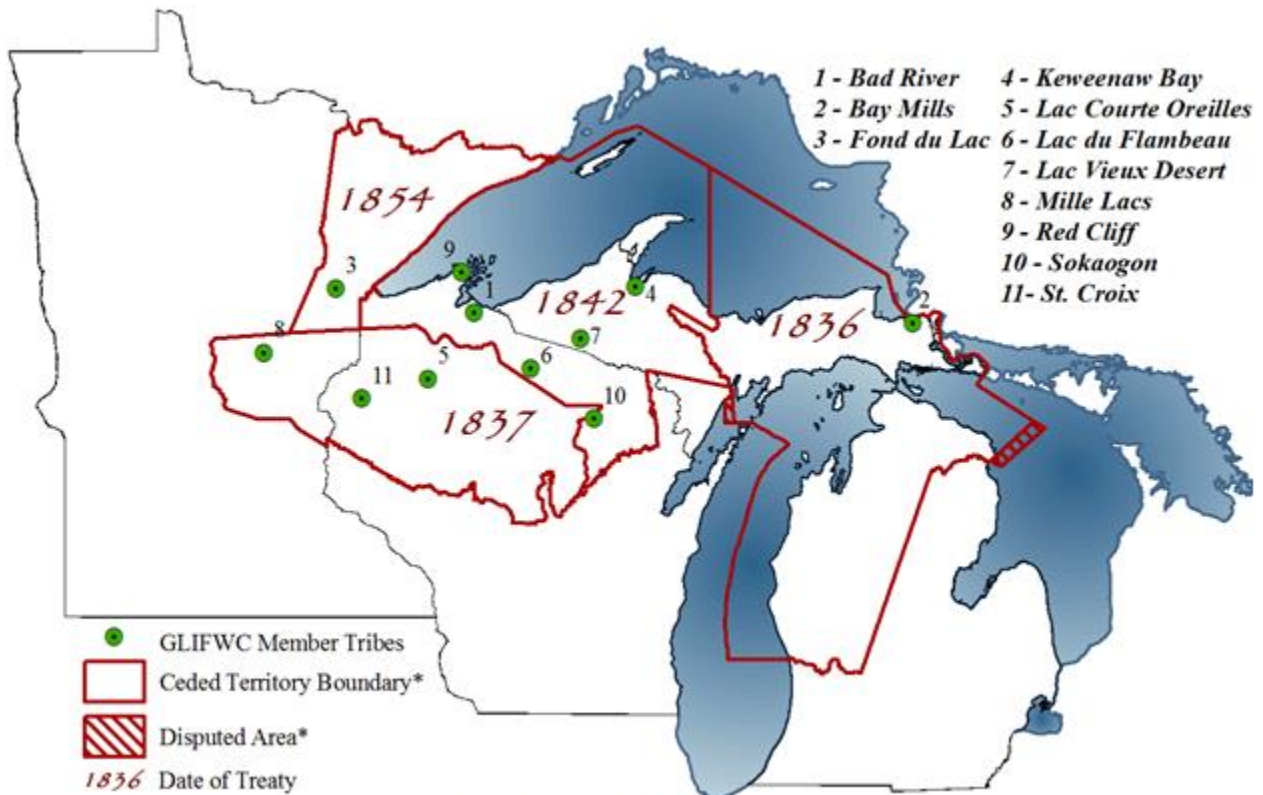 1 - Bad River
2 - Bay Mills
3 - Fond du Lac
4 - Keweenaw Bay
5 - Lac Courte Oreilles
6 - Lac du Flambeau
7 - Lac Vieux Desert
8 - Mille Lacs
9 - Red Cliff
10 - Sokaogon
11- St. Croix
1854
3
9
1
1842
4
7
1836
2
8
11
5
6
10
1837
GLIFWC Member Tribes
Ceded Territory Boundary*
Disputed Area*
1836 Date of Treaty